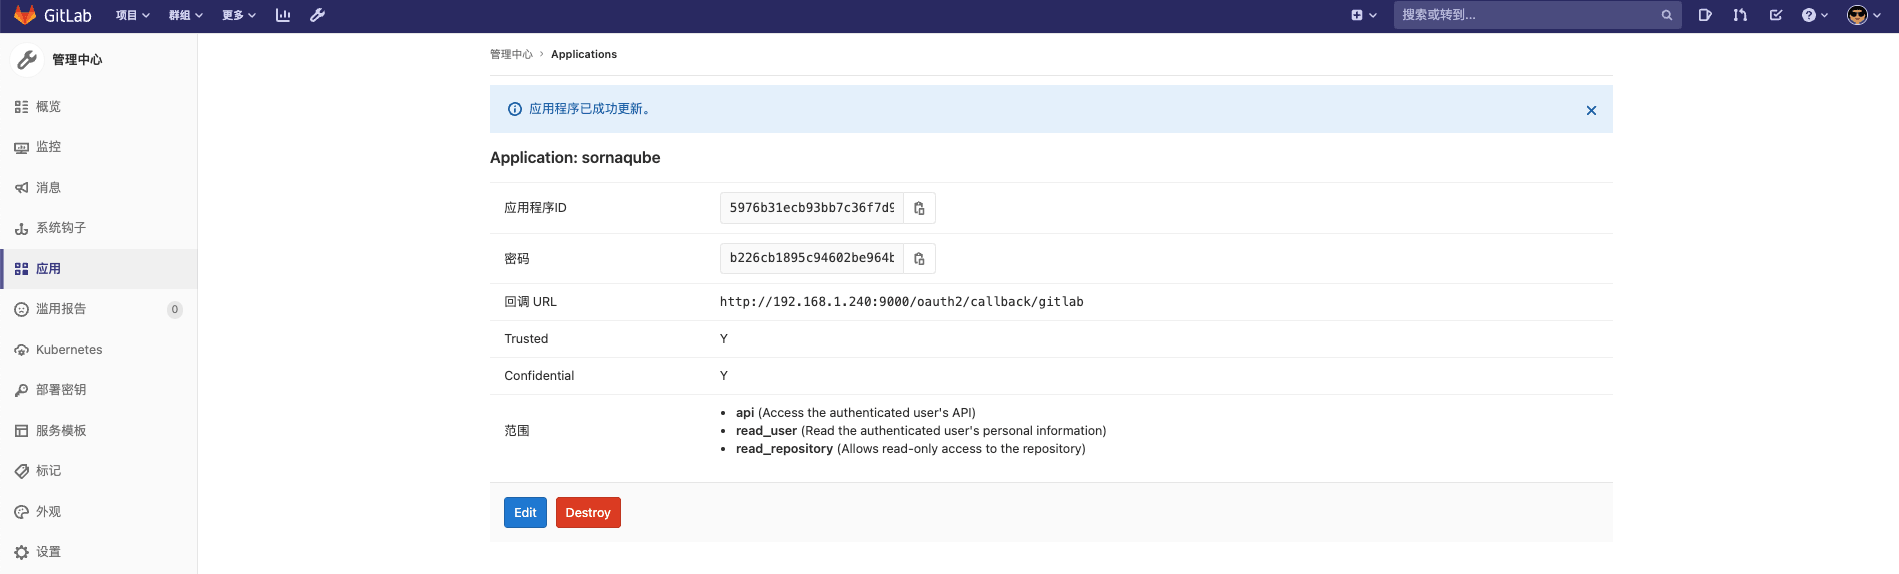 GitLab 项目 群组 更多 搜索或转到...
管理中心
概览
监控
消息
系统钩子
应用
滥用报告 0
Kubernetes
部署密钥
服务模板
标记
外观
设置
管理中心 › Applications
应用程序已成功更新。
Application: sornaqube
应用程序ID 5976b31ecb93bb7c36f7d9
密码 b226cb1895c94602be964b
回调 URL http://192.168.1.240:9000/oauth2/callback/gitlab
Trusted Y
Confidential Y
范围
• api (Access the authenticated user's API)
• read_user (Read the authenticated user's personal information)
• read_repository (Allows read-only access to the repository)
Edit Destroy